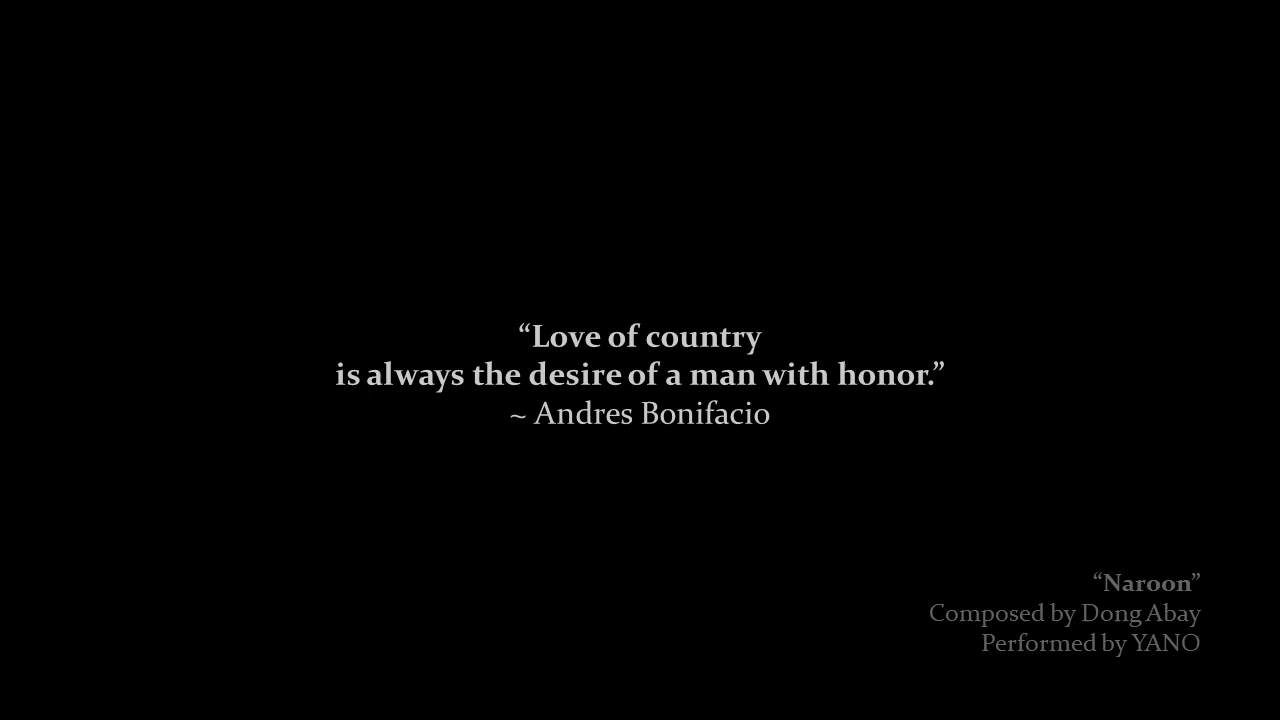 “Love of country
is always the desire of a man with honor.”
~ Andres Bonifacio
“Naroon”
Composed by Dong Abay
Performed by YANO